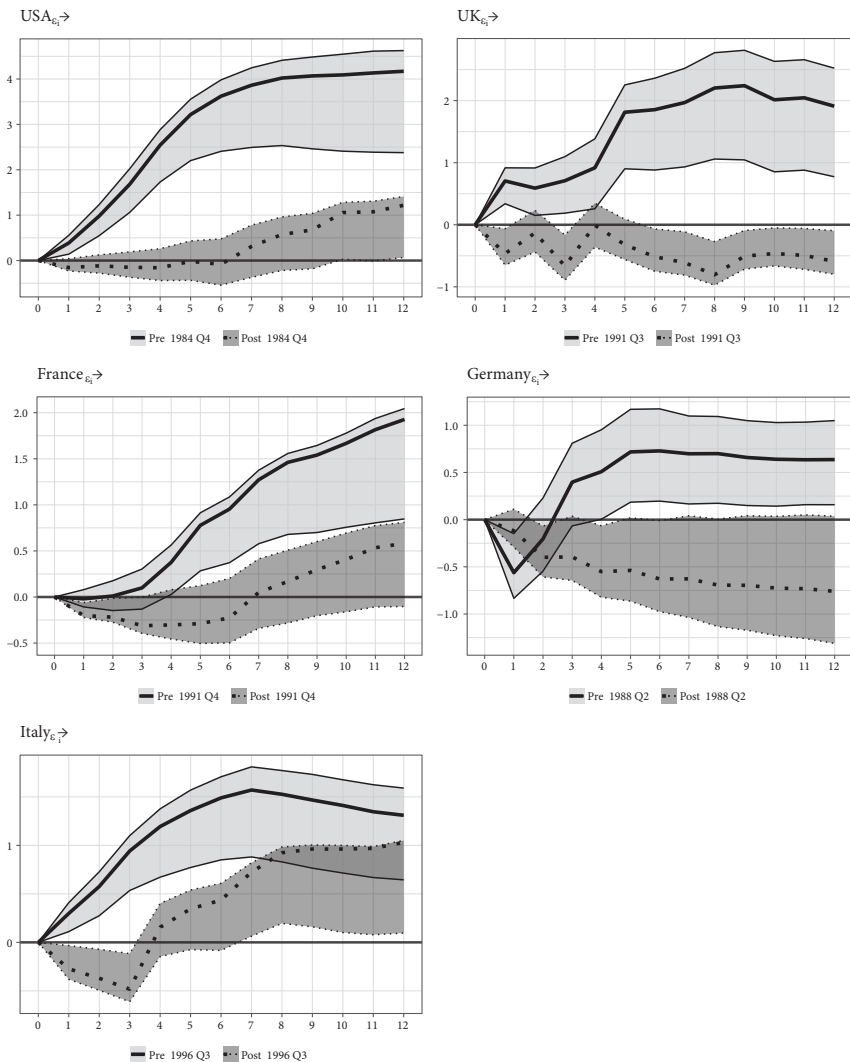 USAεᵢ→
4
3
2
1
0
0 1 2 3 4 5 6 7 8 9 10 11 12
Pre 1984 Q4 Post 1984 Q4
UKεᵢ→
2
1
0
−1
0 1 2 3 4 5 6 7 8 9 10 11 12
Pre 1991 Q3 Post 1991 Q3
Franceεᵢ→
2.0
1.5
1.0
0.5
0.0
−0.5
0 1 2 3 4 5 6 7 8 9 10 11 12
Pre 1991 Q4 Post 1991 Q4
Germanyεᵢ→
1.0
0.5
0.0
−0.5
−1.0
0 1 2 3 4 5 6 7 8 9 10 11 12
Pre 1988 Q2 Post 1988 Q2
Italyεᵢ→
1
0
0 1 2 3 4 5 6 7 8 9 10 11 12
Pre 1996 Q3 Post 1996 Q3